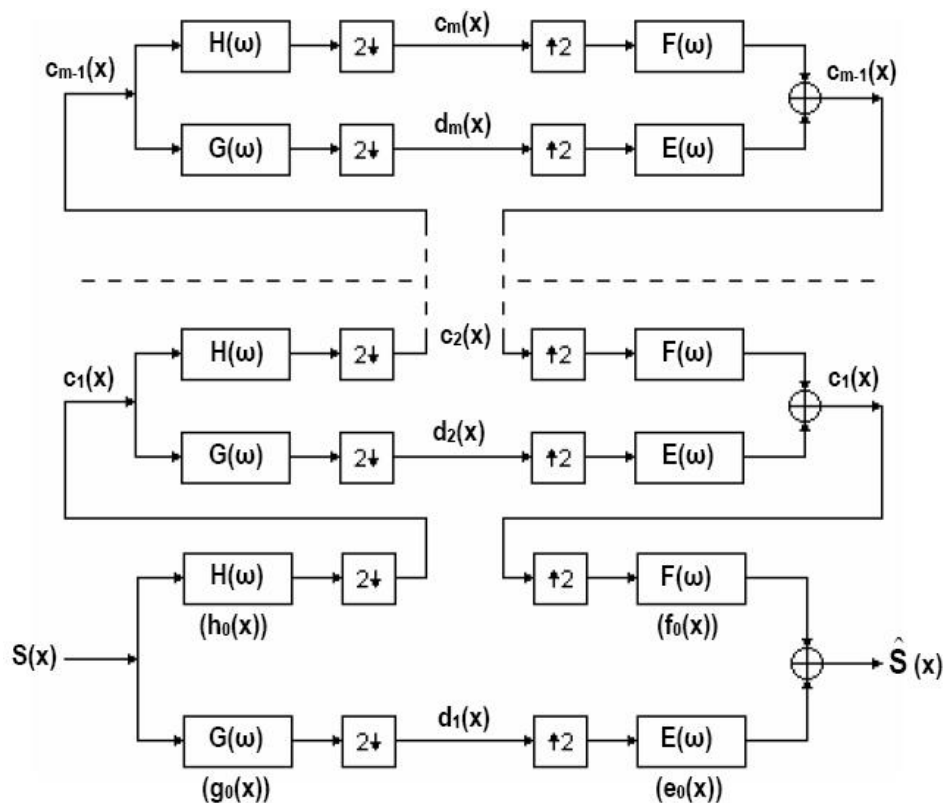 H(ω) 2↓ cm(x) ↑2 F(ω)
cm-1(x) cm-1(x)
G(ω) 2↓ dm(x) ↑2 E(ω)
H(ω) 2↓ c2(x) ↑2 F(ω)
c1(x) c1(x)
G(ω) 2↓ d2(x) ↑2 E(ω)
H(ω) 2↓ ↑2 F(ω)
(h0(x)) (f0(x))
S(x) Ŝ (x)
G(ω) 2↓ d1(x) ↑2 E(ω)
(g0(x)) (e0(x))